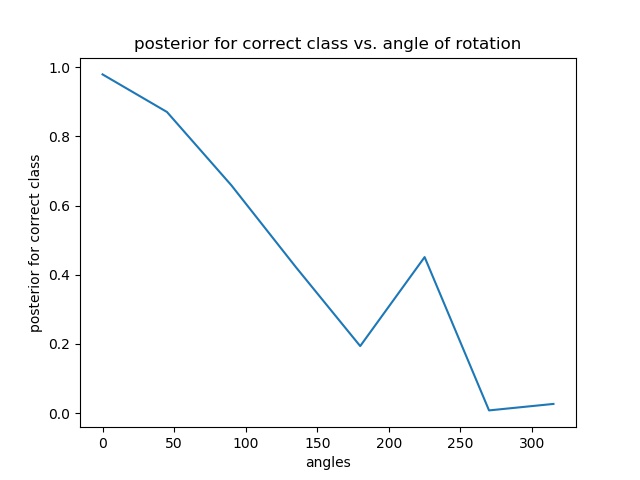 posterior for correct class vs. angle of rotation
posterior for correct class
1.0
0.8
0.6
0.4
0.2
0.0
0 50 100 150 200 250 300
angles